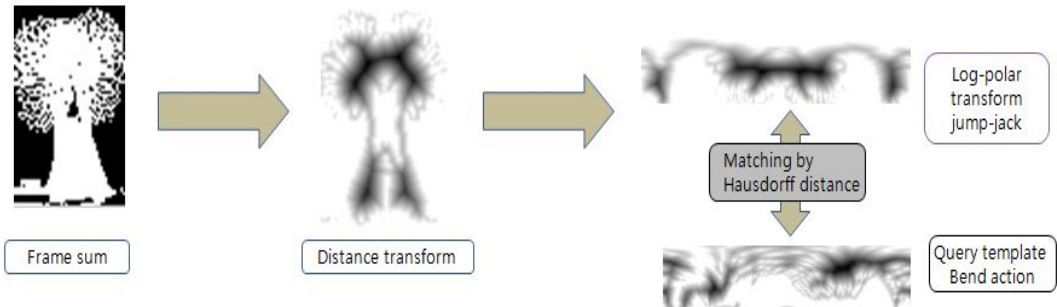 Log-polar
transform
jump-jack
Matching by
Hausdorff distance
Frame sum
Distance transform
Query template
Bend action